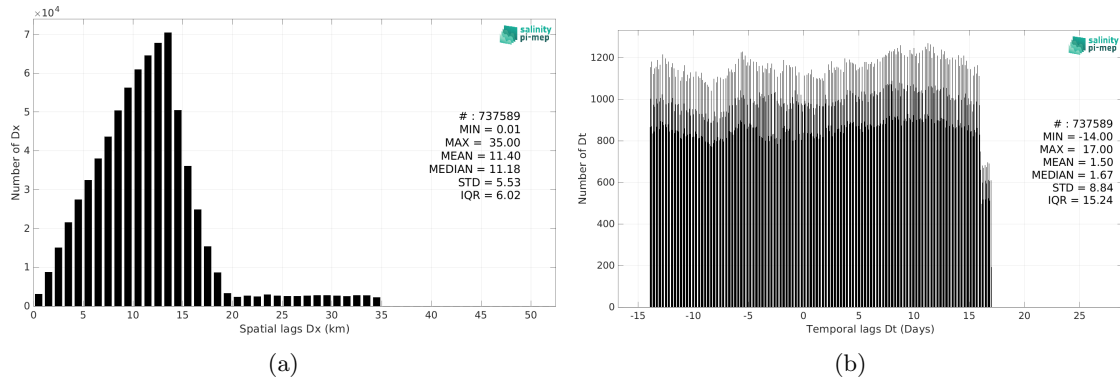 ×10⁴
7
6
5
4
3
2
1
0
Number of Dx
salinity
pi-mep
# : 737589
MIN = 0.01
MAX = 35.00
MEAN = 11.40
MEDIAN = 11.18
STD = 5.53
IQR = 6.02
0 5 10 15 20 25 30 35 40 45 50
Spatial lags Dx (km)
(a)
1200
1000
800
600
400
200
0
Number of Dt
salinity
pi-mep
# : 737589
MIN = -14.00
MAX = 17.00
MEAN = 1.50
MEDIAN = 1.67
STD = 8.84
IQR = 15.24
-15 -10 -5 0 5 10 15 20 25
Temporal lags Dt (Days)
(b)